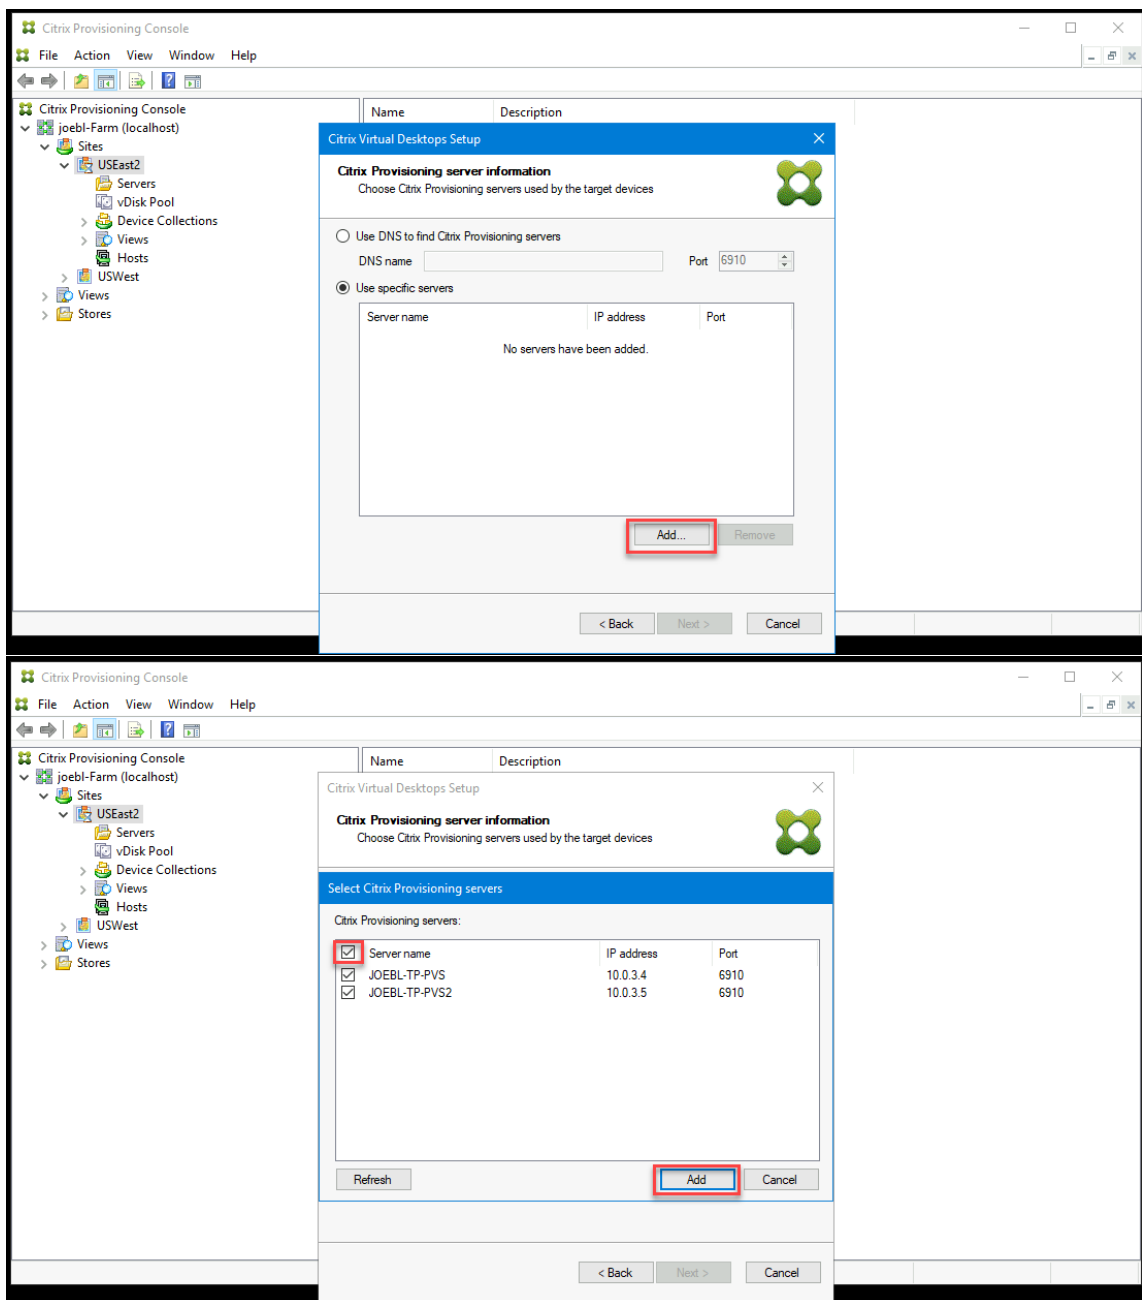 Citrix Provisioning Console
File Action View Window Help
Citrix Provisioning Console
joebl-Farm (localhost)
Sites
USEast2
Servers
vDisk Pool
Device Collections
Views
Hosts
USWest
Views
Stores
Name Description
Citrix Virtual Desktops Setup
Citrix Provisioning server information
Choose Citrix Provisioning servers used by the target devices
Use DNS to find Citrix Provisioning servers
DNS name Port 6910
Use specific servers
Server name IP address Port
No servers have been added.
Add... Remove
< Back Next > Cancel
Citrix Provisioning Console
File Action View Window Help
Citrix Provisioning Console
joebl-Farm (localhost)
Sites
USEast2
Servers
vDisk Pool
Device Collections
Views
Hosts
USWest
Views
Stores
Name Description
Citrix Virtual Desktops Setup
Citrix Provisioning server information
Choose Citrix Provisioning servers used by the target devices
Select Citrix Provisioning servers
Citrix Provisioning servers:
Server name IP address Port
JOEBL-TP-PVS 10.0.3.4 6910
JOEBL-TP-PVS2 10.0.3.5 6910
Refresh Add Cancel
< Back Next > Cancel